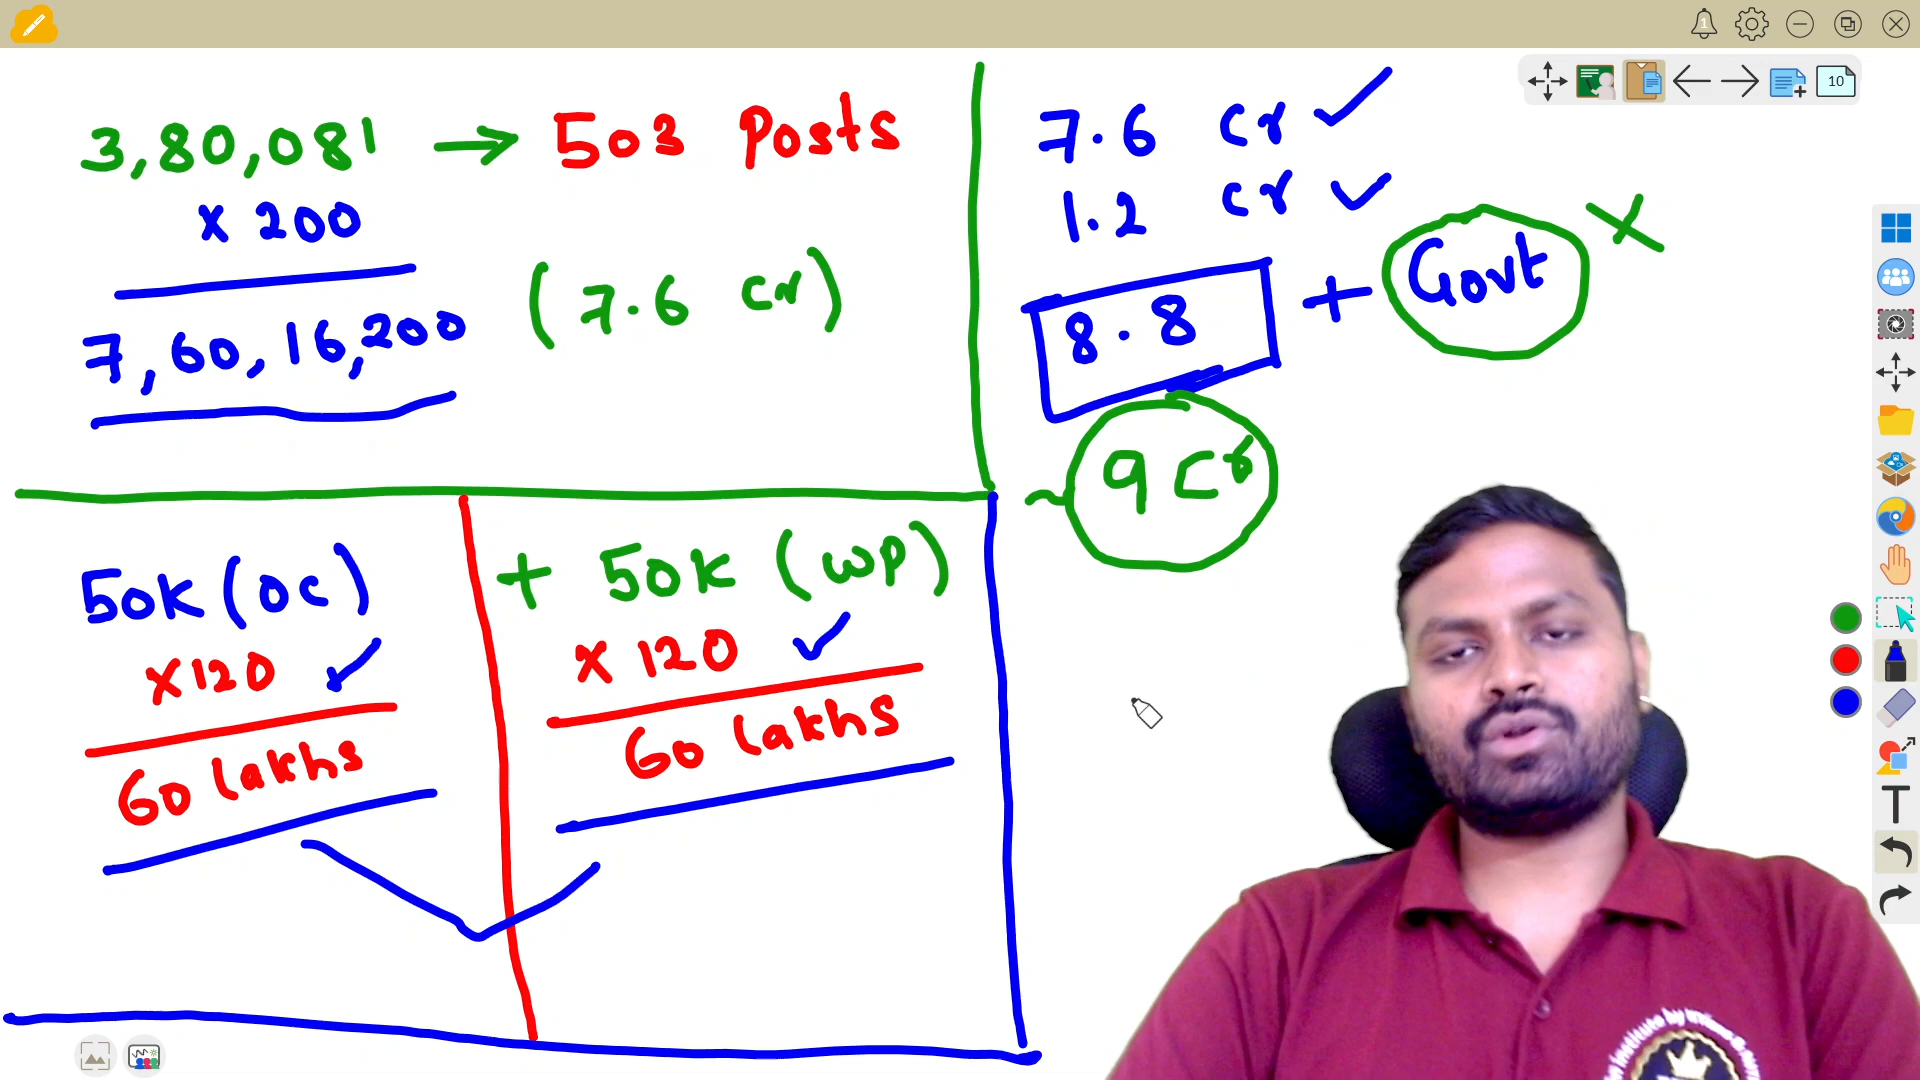 3,80,081 → 503 Posts
x 200
7,60,16,200
(7.6 Cr)
7.6 Cr ✓
1.2 Cr ✓
8.8 + Govt x
9 Cr
50K (OC)
x120 ✓
60 lakhs
+ 50K (WP)
x 120 ✓
60 lakhs
10
1
T